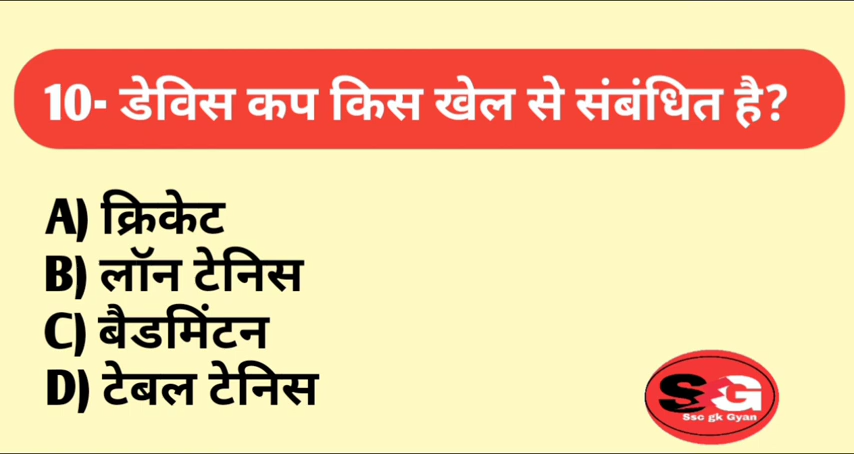 10- डेविस कप किस खेल से संबंधित है?
A) क्रिकेट
B) लॉन टेनिस
C) बैडमिंटन
D) टेबल टेनिस
SG
Ssc gk Gyan